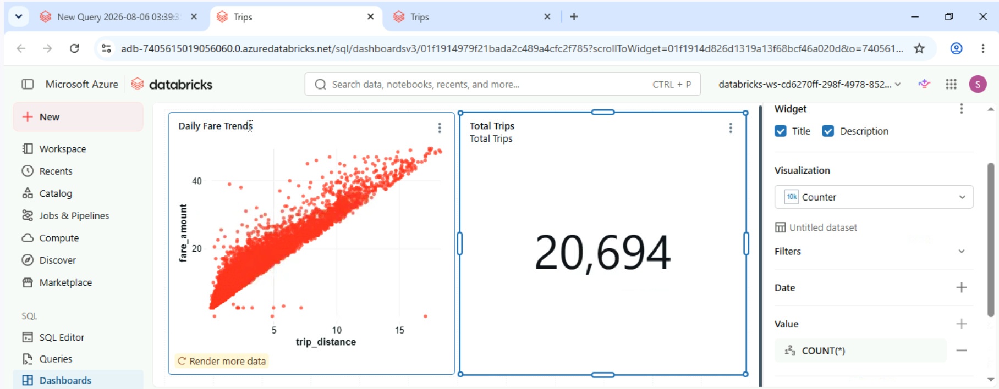 New Query 2026-08-06 03:39:3
Trips
Trips
adb-7405615019056060.0.azuredatabricks.net/sql/dashboardsv3/01f1914979f21bada2c489a4cfc2f785?scrollToWidget=01f1914d826d1319a13f68bcf46a020d&o=740561...
Microsoft Azure
databricks
Search data, notebooks, recents, and more...
CTRL + P
databricks-ws-cd6270ff-298f-4978-852...
S
New
Workspace
Recents
Catalog
Jobs & Pipelines
Compute
Discover
Marketplace
SQL
SQL Editor
Queries
Dashboards
Daily Fare Trends
fare_amount
40
20
5
10
15
trip_distance
Render more data
Total Trips
Total Trips
20,694
Widget
Title
Description
Visualization
10k
Counter
Untitled dataset
Filters
Date
Value
123
COUNT(*)